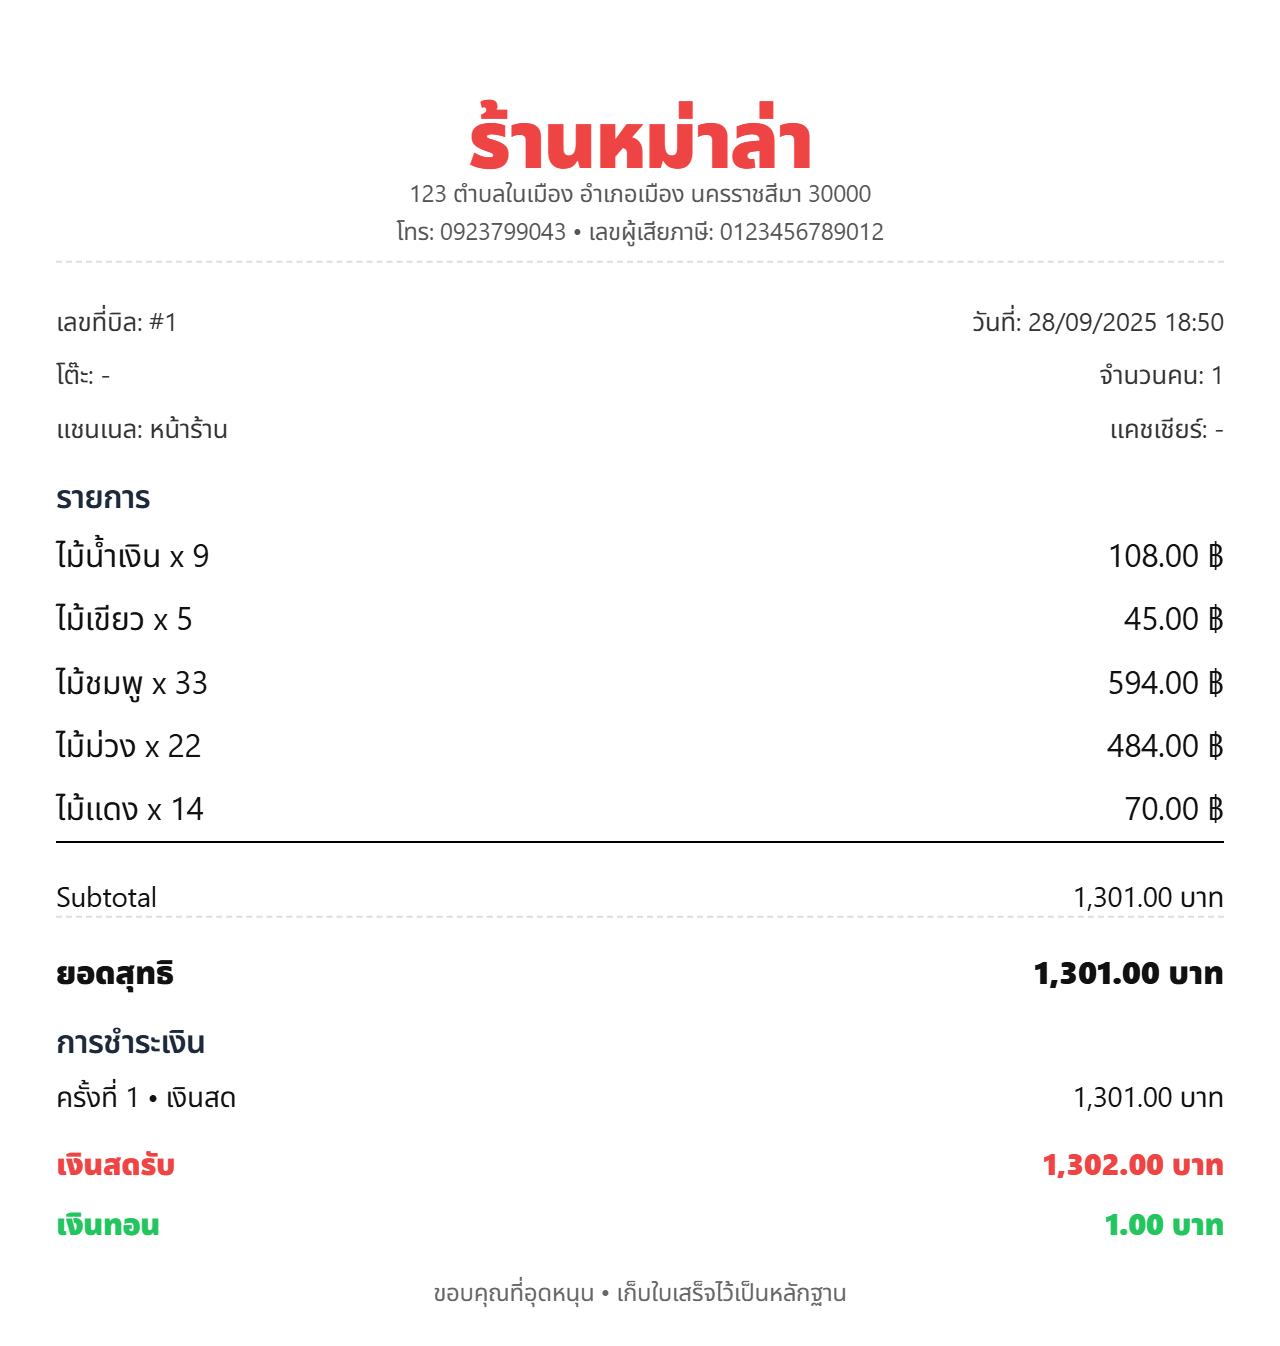 ร้านหม่าล่า
123 ตำบลในเมือง อำเภอเมือง นครราชสีมา 30000
โทร: 0923799043 • เลขผู้เสียภาษี: 0123456789012
เลขที่บิล: #1 วันที่: 28/09/2025 18:50
โต๊ะ: - จำนวนคน: 1
แชนเนล: หน้าร้าน แคชเชียร์: -
รายการ
ไม้น้ำเงิน x 9 108.00 ฿
ไม้เขียว x 5 45.00 ฿
ไม้ชมพู x 33 594.00 ฿
ไม้ม่วง x 22 484.00 ฿
ไม้แดง x 14 70.00 ฿
Subtotal 1,301.00 บาท
ยอดสุทธิ 1,301.00 บาท
การชำระเงิน
ครั้งที่ 1 • เงินสด 1,301.00 บาท
เงินสดรับ 1,302.00 บาท
เงินทอน 1.00 บาท
ขอบคุณที่อุดหนุน • เก็บใบเสร็จไว้เป็นหลักฐาน